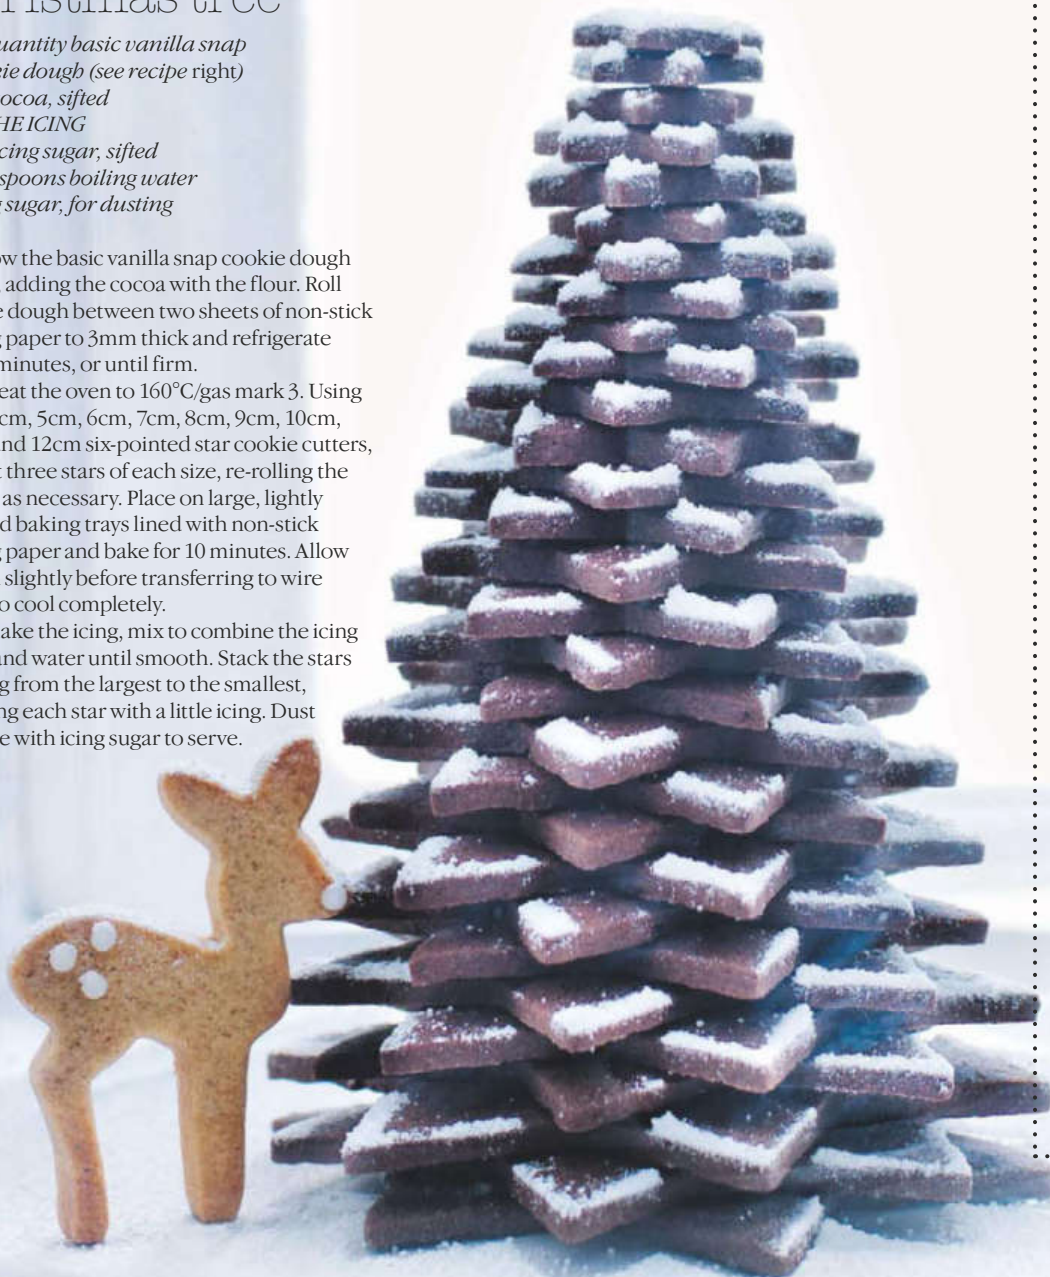 ristmas tree
uantity basic vanilla snap
ie dough (see recipe right)
ocoa, sifted
HE ICING
cing sugar, sifted
spoons boiling water
g sugar, for dusting
ow the basic vanilla snap cookie dough
, adding the cocoa with the flour. Roll
e dough between two sheets of non-stick
g paper to 3mm thick and refrigerate
minutes, or until firm.
eat the oven to 160°C/gas mark 3. Using
cm, 5cm, 6cm, 7cm, 8cm, 9cm, 10cm,
nd 12cm six-pointed star cookie cutters,
t three stars of each size, re-rolling the
as necessary. Place on large, lightly
d baking trays lined with non-stick
g paper and bake for 10 minutes. Allow
slightly before transferring to wire
o cool completely.
ake the icing, mix to combine the icing
and water until smooth. Stack the stars
g from the largest to the smallest,
ng each star with a little icing. Dust
e with icing sugar to serve.